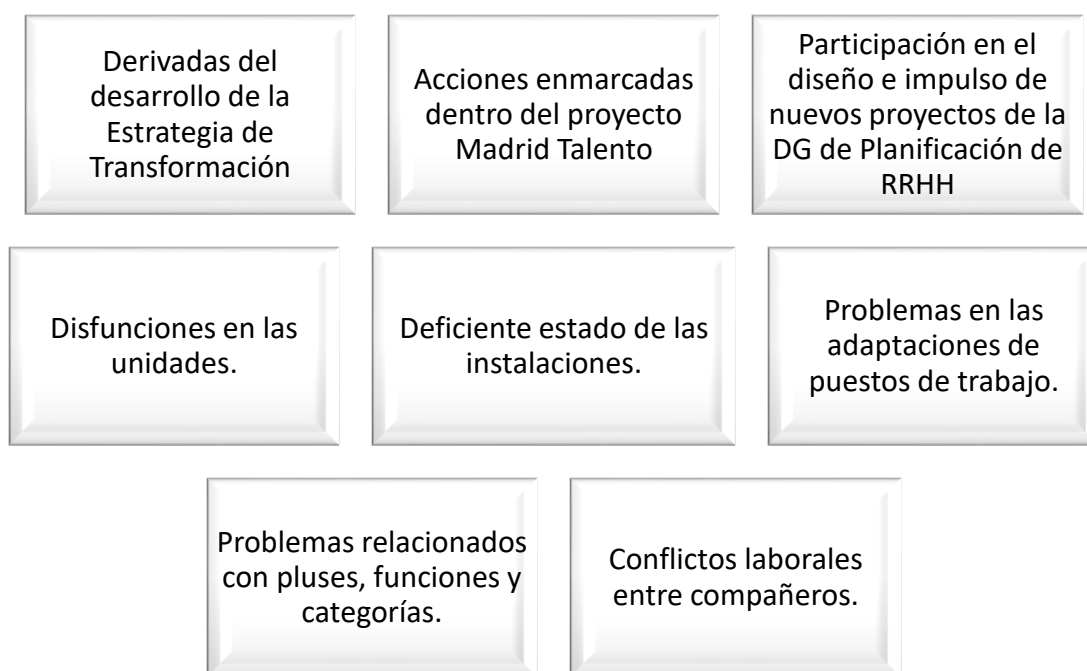 Derivadas del
desarrollo de la
Estrategia de
Transformación
Acciones enmarcadas
dentro del proyecto
Madrid Talento
Participación en el
diseño e impulso de
nuevos proyectos de la
DG de Planificación de
RRHH
Disfunciones en las
unidades.
Deficiente estado de las
instalaciones.
Problemas en las
adaptaciones de
puestos de trabajo.
Problemas relacionados
con pluses, funciones y
categorías.
Conflictos laborales
entre compañeros.